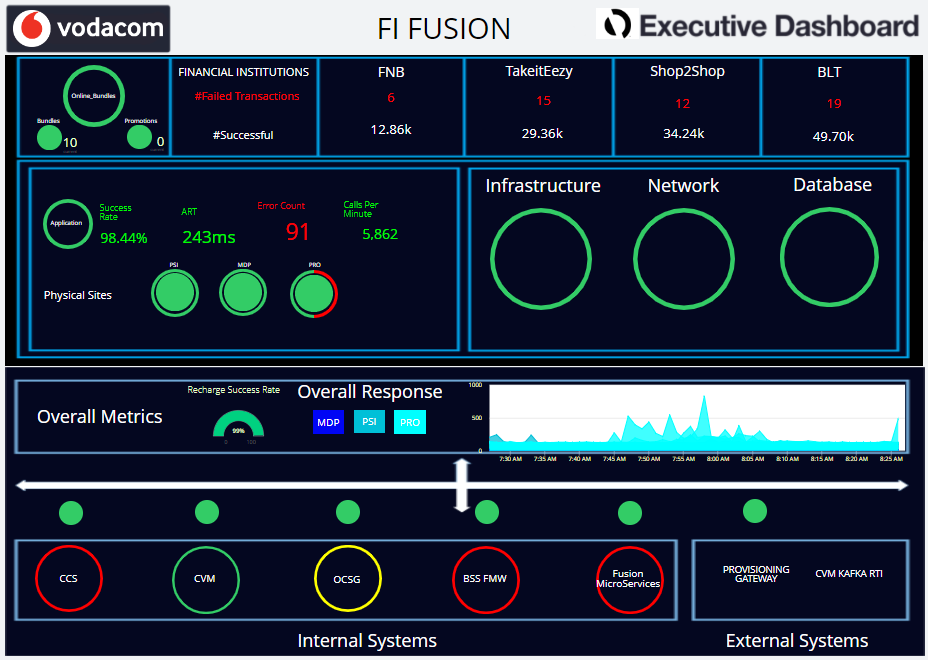 vodacom
FI FUSION
Executive Dashboard
Online_Bundles
Bundles
10
Promotions
0
FINANCIAL INSTITUTIONS
#Failed Transactions
#Successful
FNB
6
12.86k
TakeitEezy
15
29.36k
Shop2Shop
12
34.24k
BLT
19
49.70k
Application
Success
Rate
98.44%
ART
243ms
Error Count
91
Calls Per
Minute
5,862
Physical Sites
PSI
MDP
PRO
Infrastructure
Network
Database
Overall Metrics
Recharge Success Rate
99%
0
100
Overall Response
MDP
PSI
PRO
1000
500
0
7:30 AM
7:35 AM
7:40 AM
7:45 AM
7:50 AM
7:55 AM
8:00 AM
8:05 AM
8:10 AM
8:15 AM
8:20 AM
8:25 AM
CCS
CVM
OCSG
BSS FMW
Fusion
MicroServices
PROVISIONING
GATEWAY
CVM KAFKA RTI
Internal Systems
External Systems